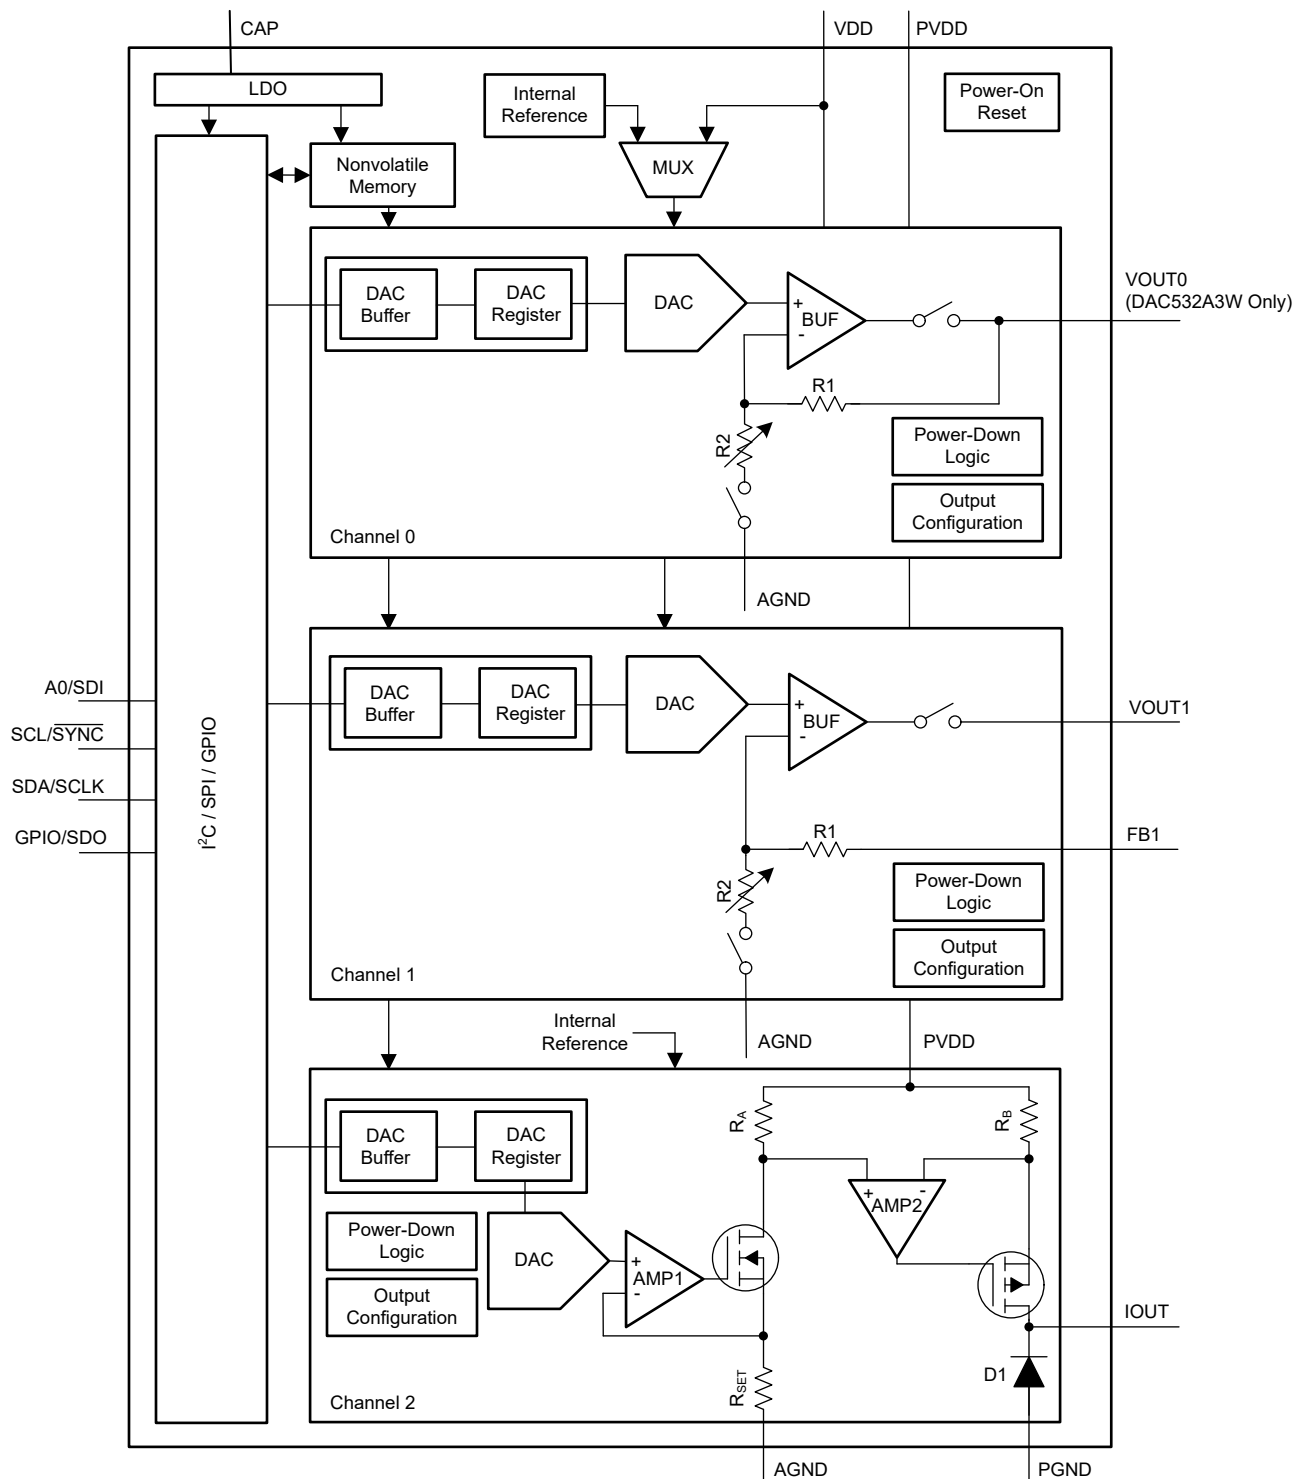 CAP
VDD
PVDD
LDO
Internal
Reference
Power-On
Reset
Nonvolatile
Memory
MUX
DAC
Buffer
DAC
Register
DAC
+
BUF
-
VOUT0
(DAC532A3W Only)
R1
R2
Power-Down
Logic
Output
Configuration
Channel 0
AGND
A0/SDI
SCL/S̅Y̅N̅C̅
SDA/SCLK
GPIO/SDO
I²C / SPI / GPIO
DAC
Buffer
DAC
Register
DAC
+
BUF
-
VOUT1
R1
FB1
R2
Power-Down
Logic
Output
Configuration
Channel 1
Internal
Reference
AGND
PVDD
DAC
Buffer
DAC
Register
RA
RB
+ -
AMP2
Power-Down
Logic
DAC
+
AMP1
-
Output
Configuration
IOUT
D1
RSET
Channel 2
AGND
PGND